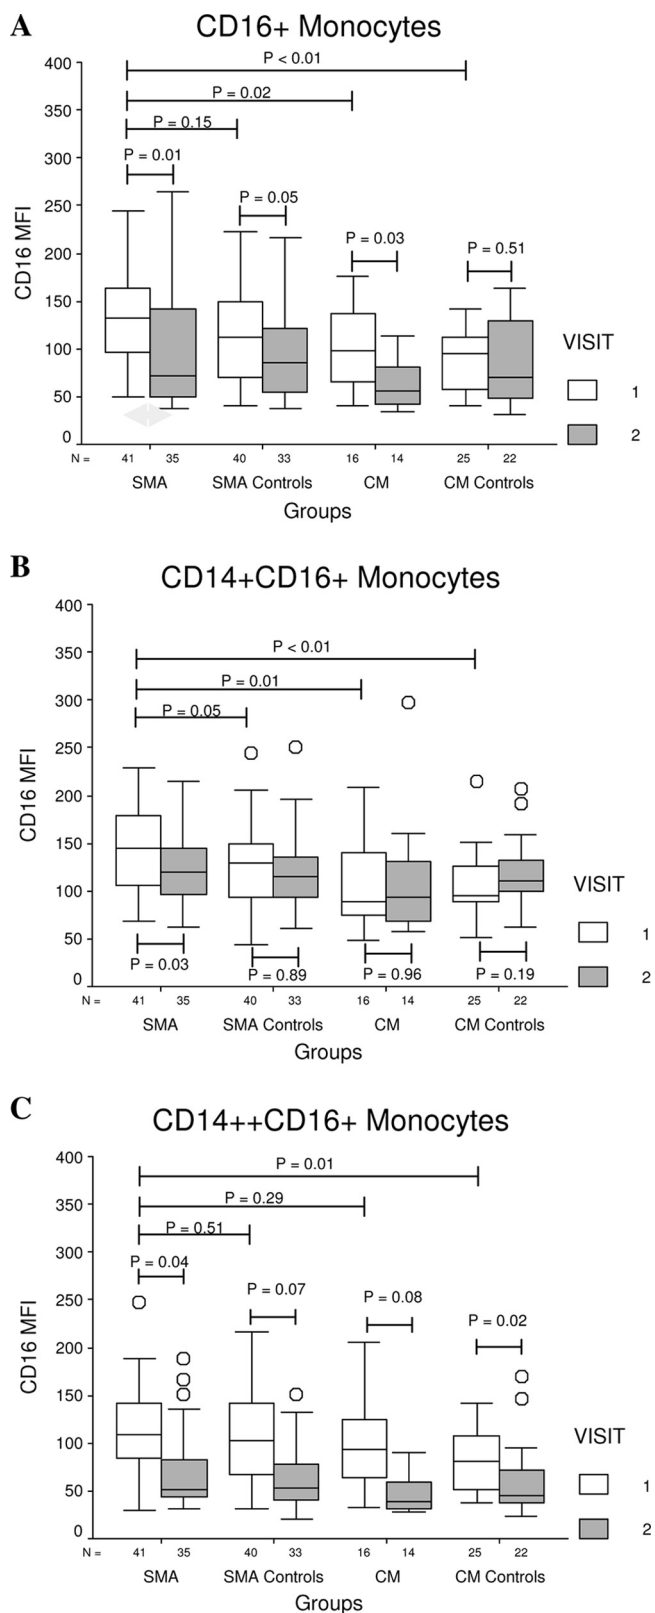 A
CD16+ Monocytes
400
350
300
250
200
150
100
50
0
CD16 MFI
P < 0.01
P = 0.02
P = 0.15
P = 0.01
P = 0.05
P = 0.03
P = 0.51
VISIT
1
2
N = 41 35 40 33 16 14 25 22
SMA SMA Controls CM CM Controls
Groups
B
CD14+CD16+ Monocytes
400
350
300
250
200
150
100
50
0
CD16 MFI
P < 0.01
P = 0.01
P = 0.05
P = 0.03
P = 0.89
P = 0.96
P = 0.19
VISIT
1
2
N = 41 35 40 33 16 14 25 22
SMA SMA Controls CM CM Controls
Groups
C
CD14++CD16+ Monocytes
400
350
300
250
200
150
100
50
0
CD16 MFI
P = 0.01
P = 0.29
P = 0.51
P = 0.04
P = 0.07
P = 0.08
P = 0.02
VISIT
1
2
N = 41 35 40 33 16 14 25 22
SMA SMA Controls CM CM Controls
Groups